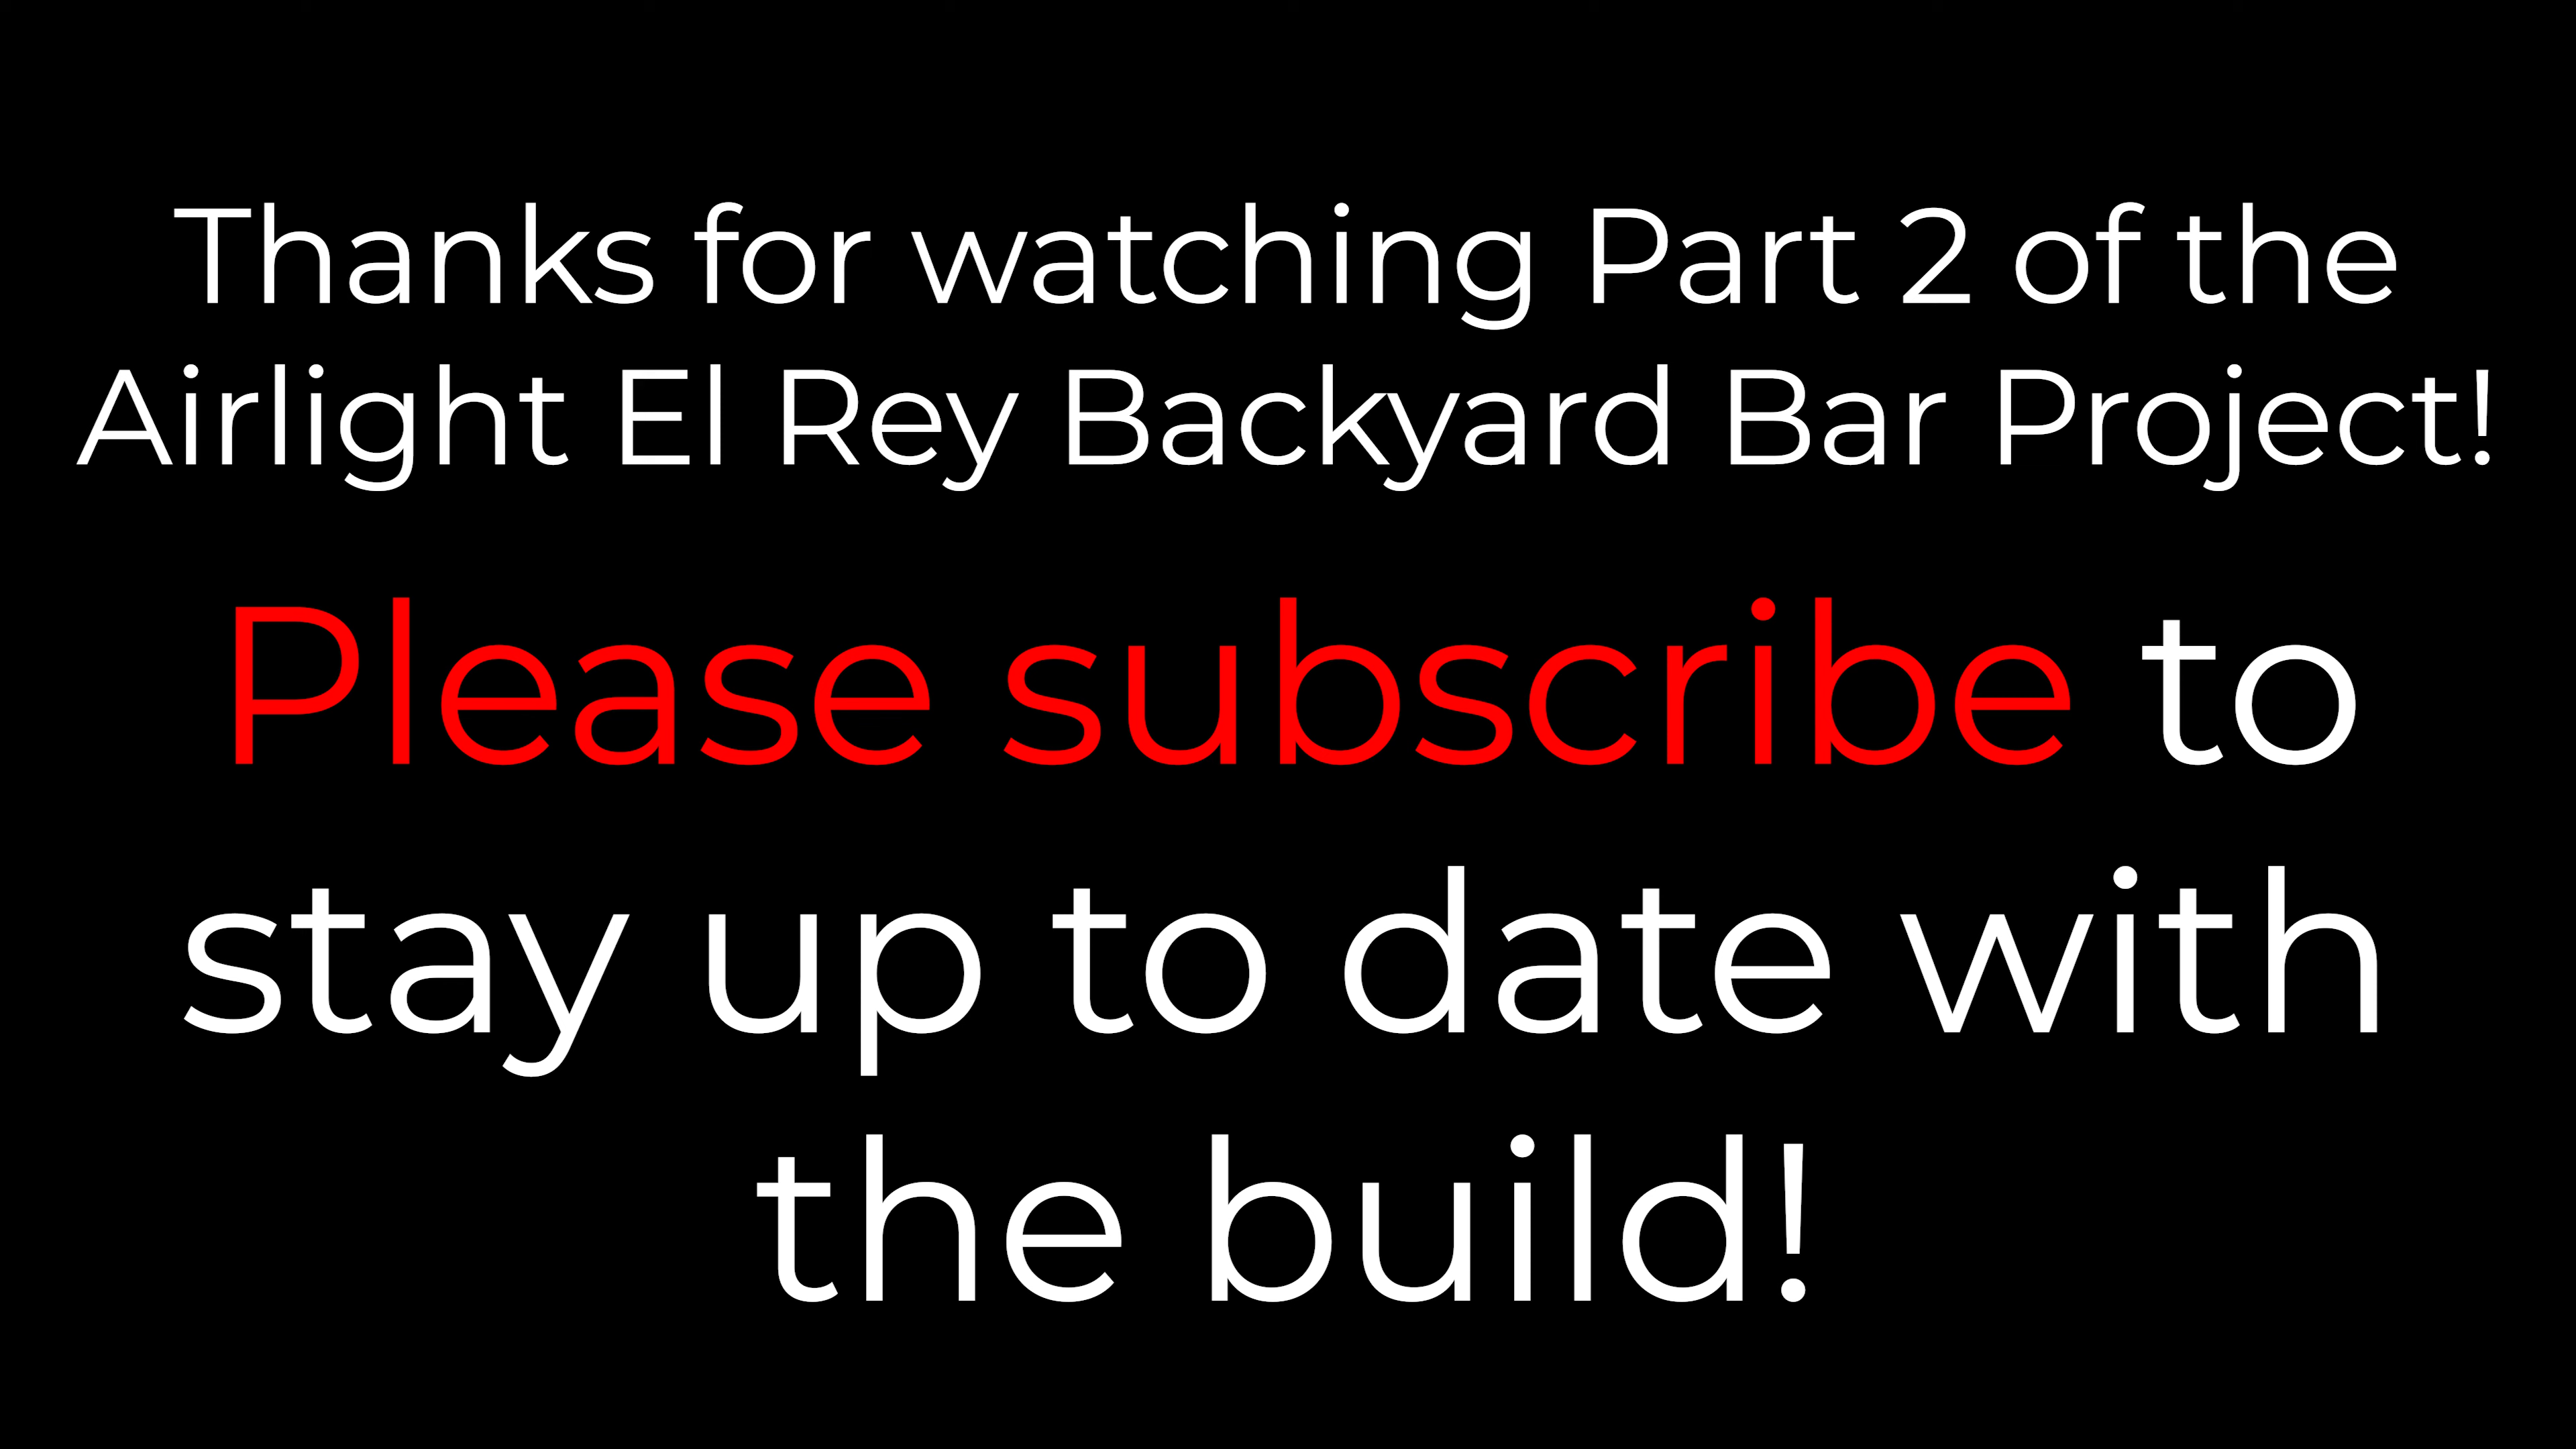 Thanks for watching Part 2 of the
Airlight El Rey Backyard Bar Project!
Please subscribe to
stay up to date with
the build!